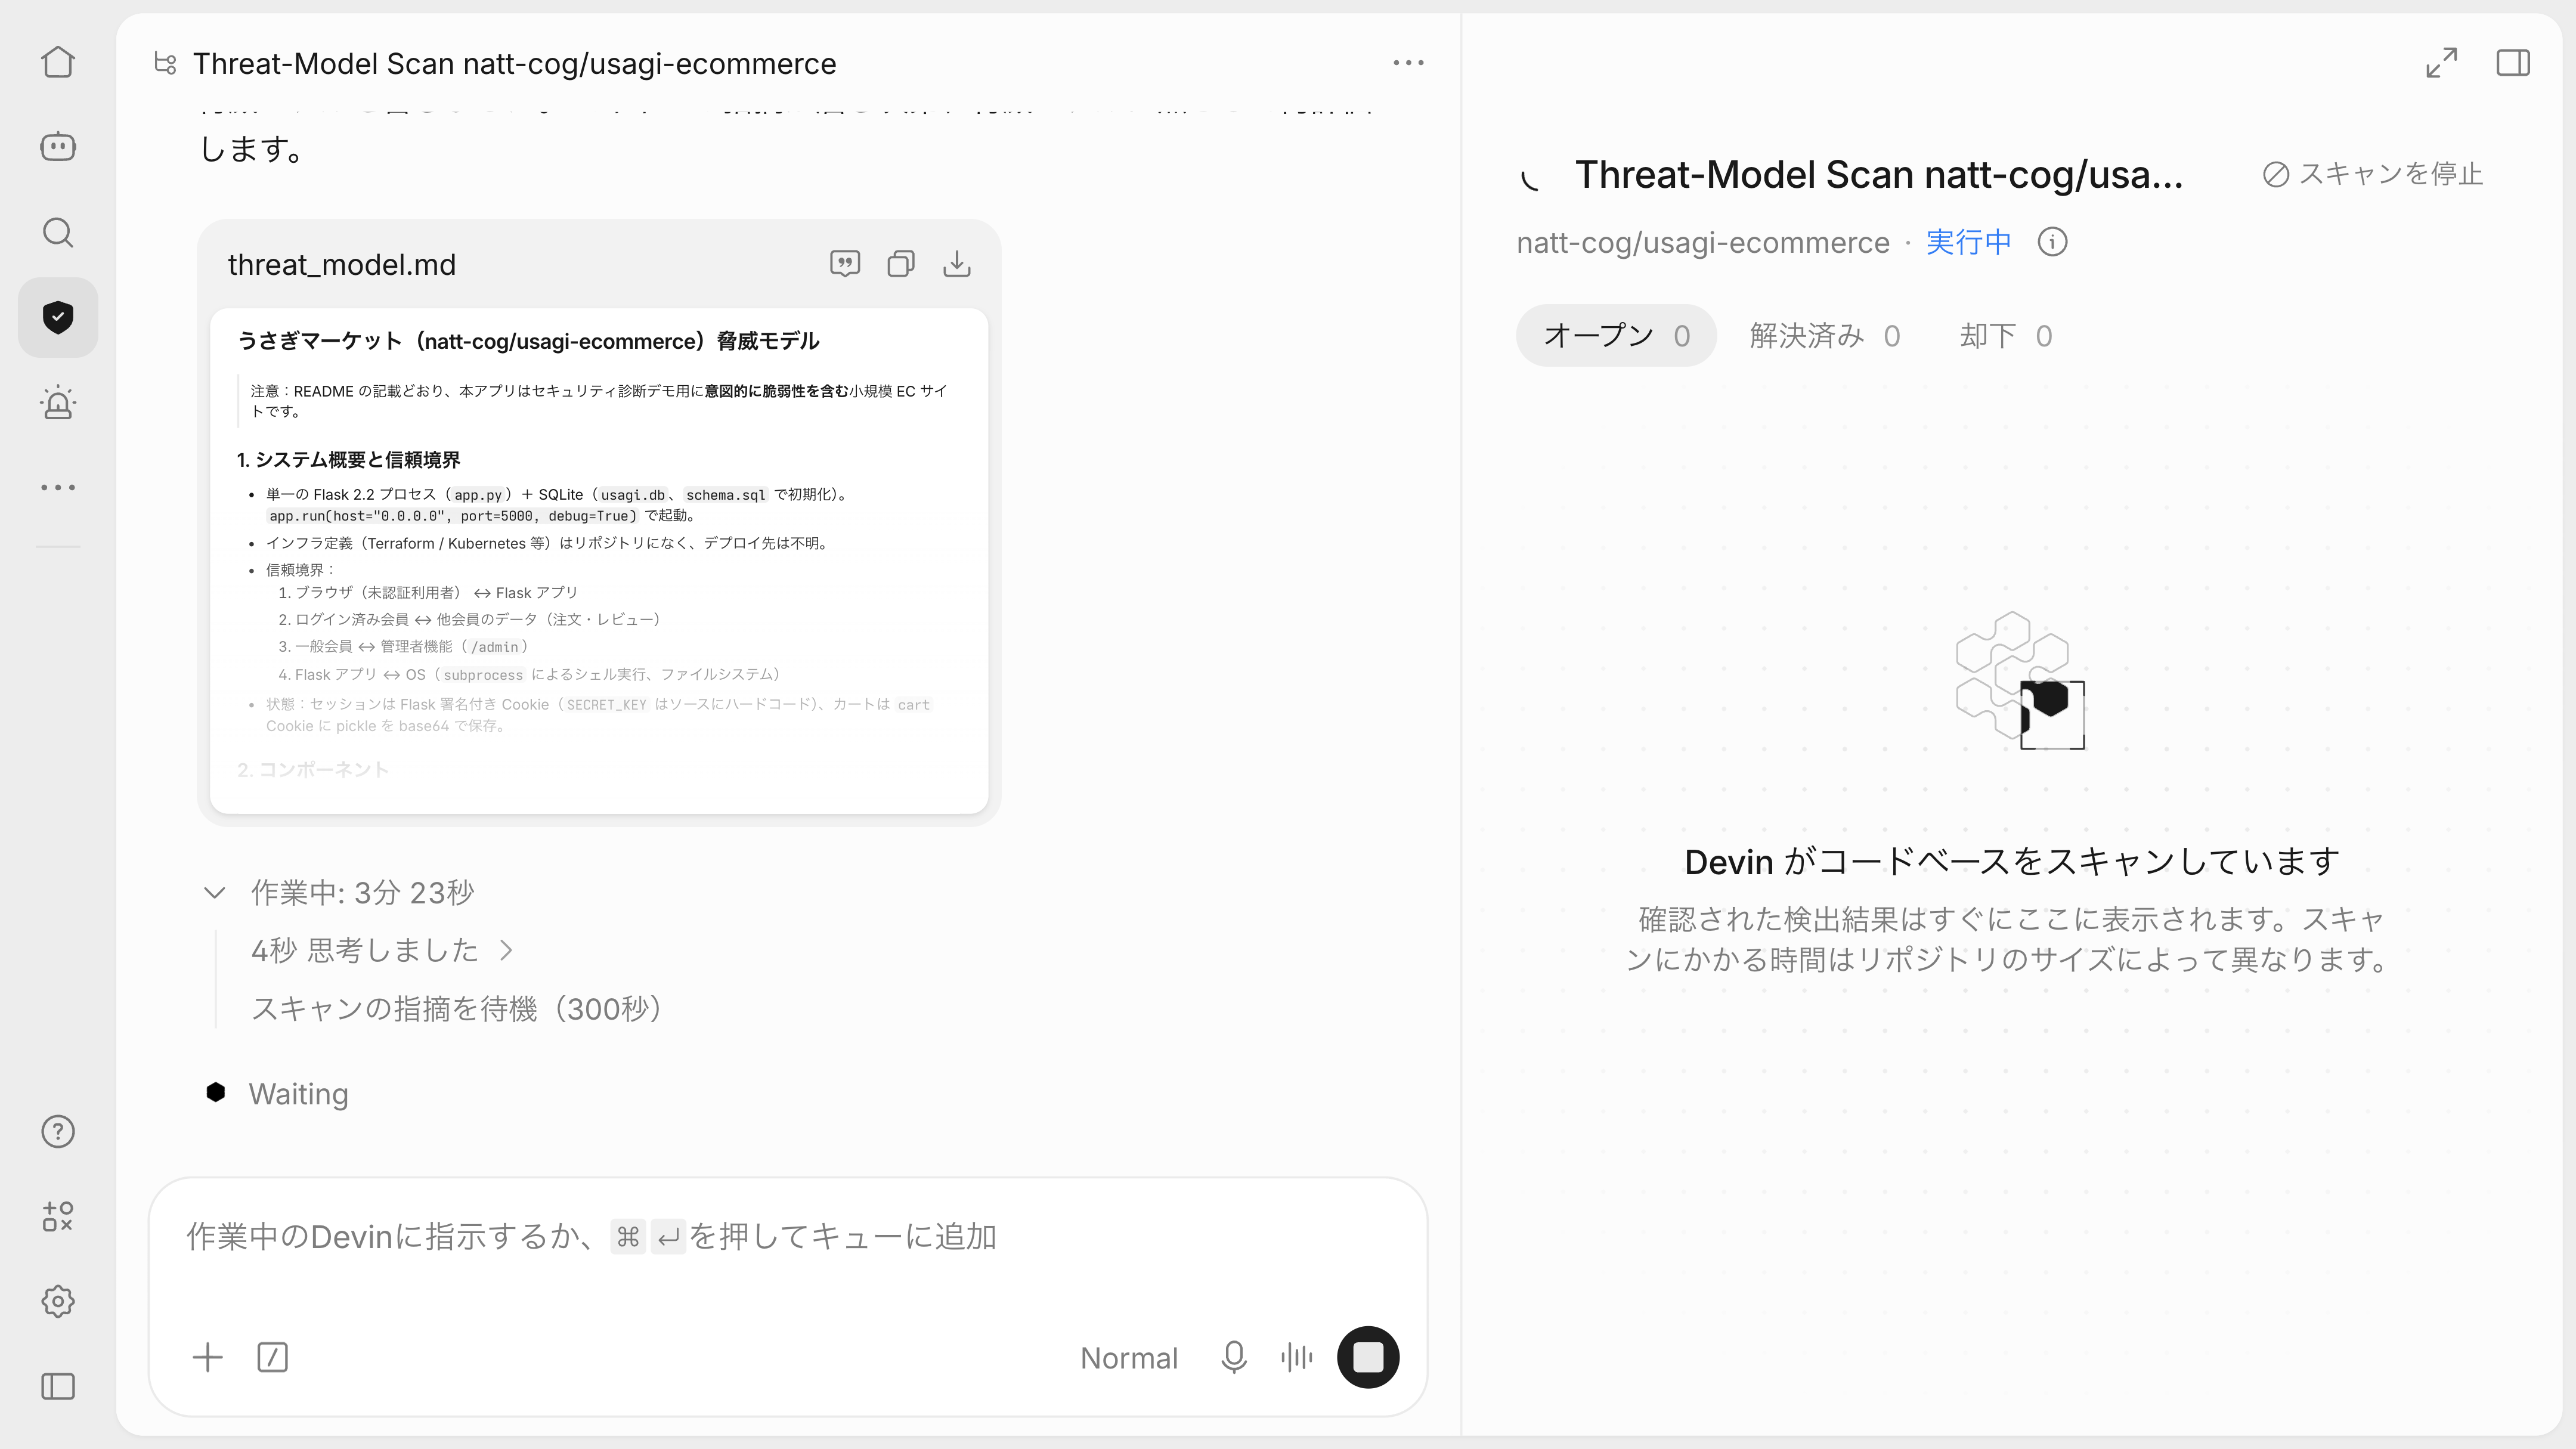 Threat-Model Scan natt-cog/usagi-ecommerce
します。
threat_model.md
うさぎマーケット（natt-cog/usagi-ecommerce）脅威モデル
注意：README の記載どおり、本アプリはセキュリティ診断デモ用に意図的に脆弱性を含む小規模 EC サイ
トです。
1. システム概要と信頼境界
• 単一の Flask 2.2 プロセス（app.py）＋ SQLite（usagi.db、schema.sql で初期化）。
app.run(host="0.0.0.0", port=5000, debug=True) で起動。
• インフラ定義（Terraform / Kubernetes 等）はリポジトリになく、デプロイ先は不明。
• 信頼境界：
1. ブラウザ（未認証利用者） ↔ Flask アプリ
2. ログイン済み会員 ↔ 他会員のデータ（注文・レビュー）
3. 一般会員 ↔ 管理者機能（/admin）
4. Flask アプリ ↔ OS（subprocess によるシェル実行、ファイルシステム）
• 状態：セッションは Flask 署名付き Cookie（SECRET_KEY はソースにハードコード）、カートは cart
Cookie に pickle を base64 で保存。
2. コンポーネント
作業中: 3分 23秒
4秒 思考しました
スキャンの指摘を待機（300秒）
Waiting
作業中のDevinに指示するか、⌘ ↵ を押してキューに追加
Normal
Threat-Model Scan natt-cog/usa...
スキャンを停止
natt-cog/usagi-ecommerce · 実行中
オープン 0 解決済み 0 却下 0
Devin がコードベースをスキャンしています
確認された検出結果はすぐにここに表示されます。スキャ
ンにかかる時間はリポジトリのサイズによって異なります。